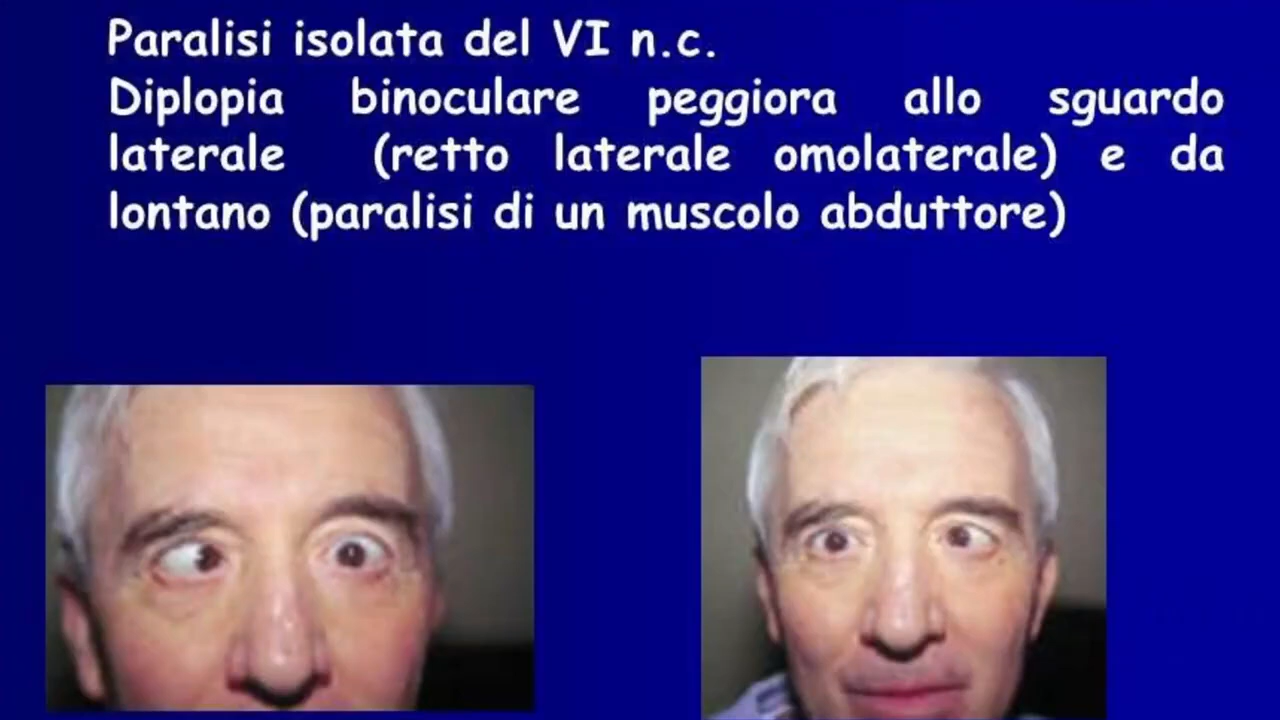 Paralisi isolata del VI n.c.
Diplopia binoculare peggiora allo sguardo
laterale (retto laterale omolaterale) e da
lontano (paralisi di un muscolo abduttore)